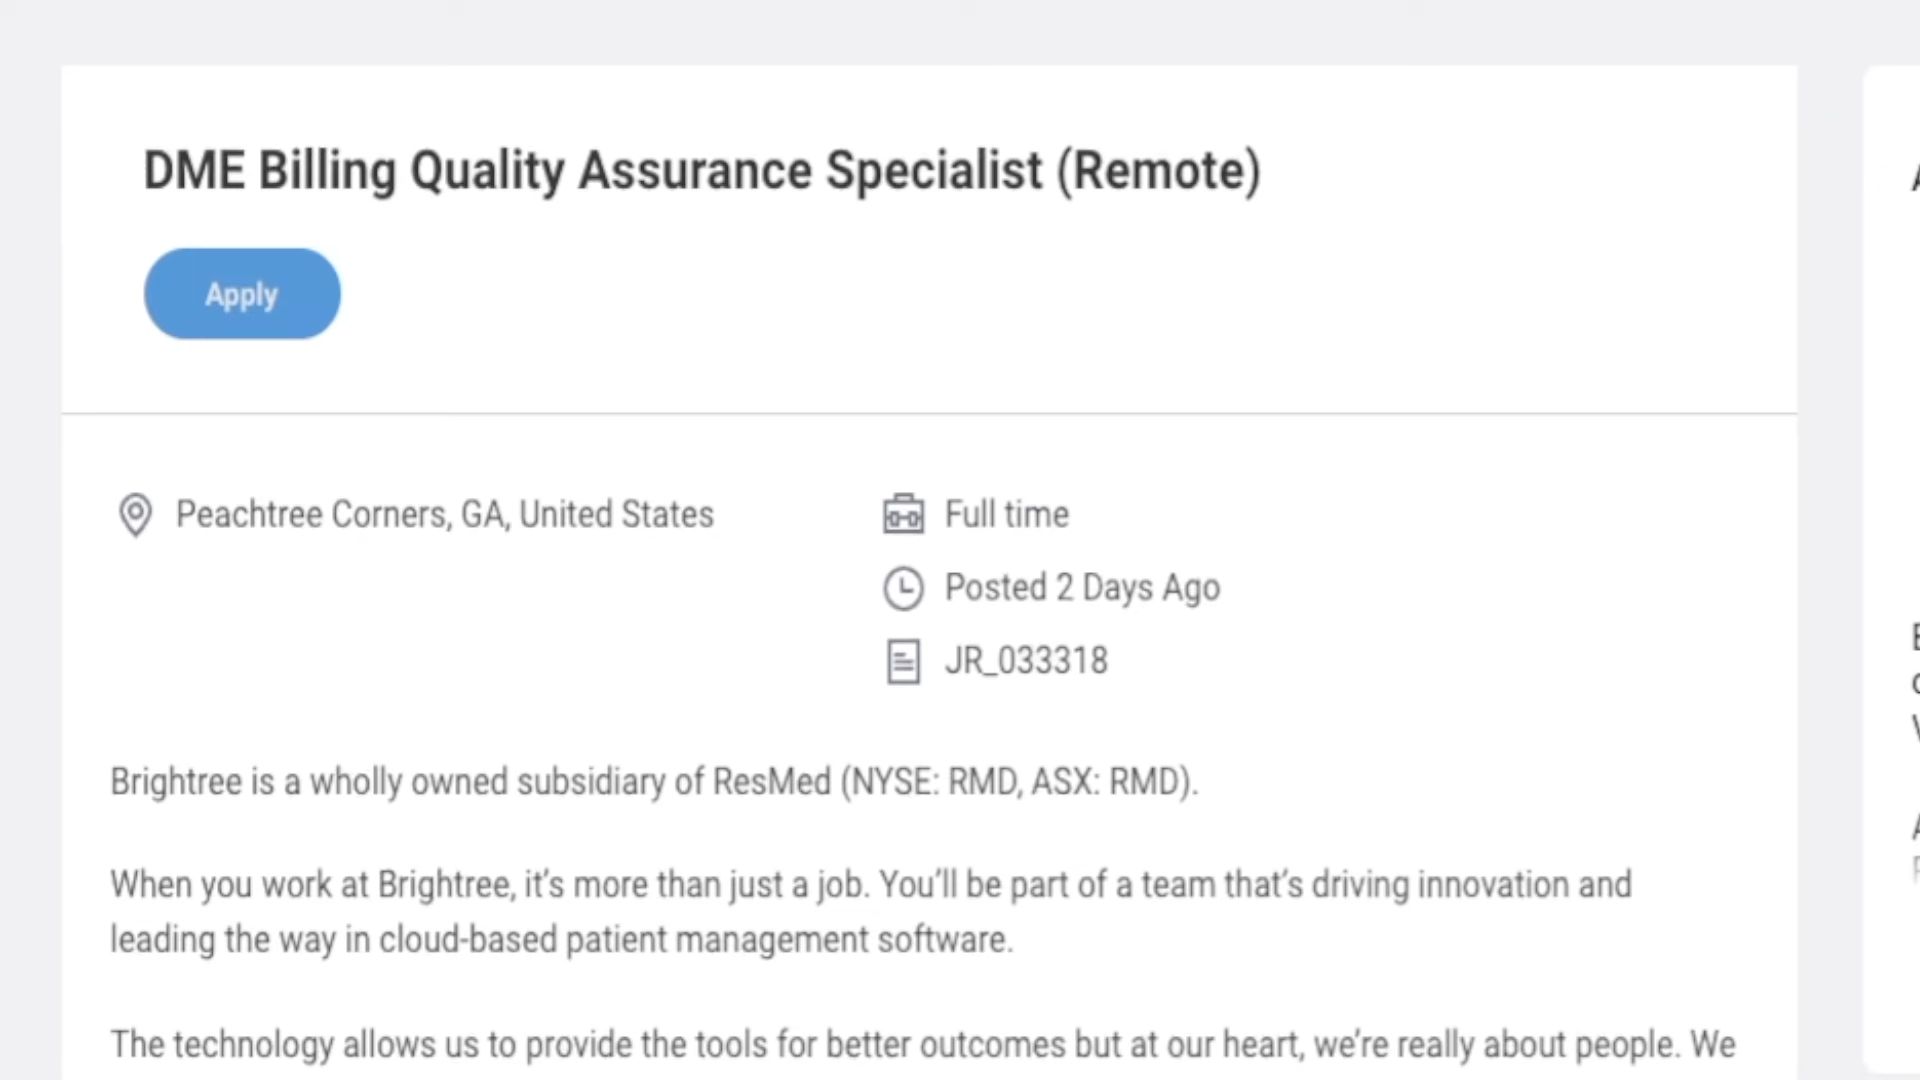 DME Billing Quality Assurance Specialist (Remote)
Apply
Peachtree Corners, GA, United States
Full time
Posted 2 Days Ago
JR_033318
Brightree is a wholly owned subsidiary of ResMed (NYSE: RMD, ASX: RMD).
When you work at Brightree, it’s more than just a job. You’ll be part of a team that’s driving innovation and
leading the way in cloud-based patient management software.
The technology allows us to provide the tools for better outcomes but at our heart, we’re really about people. We